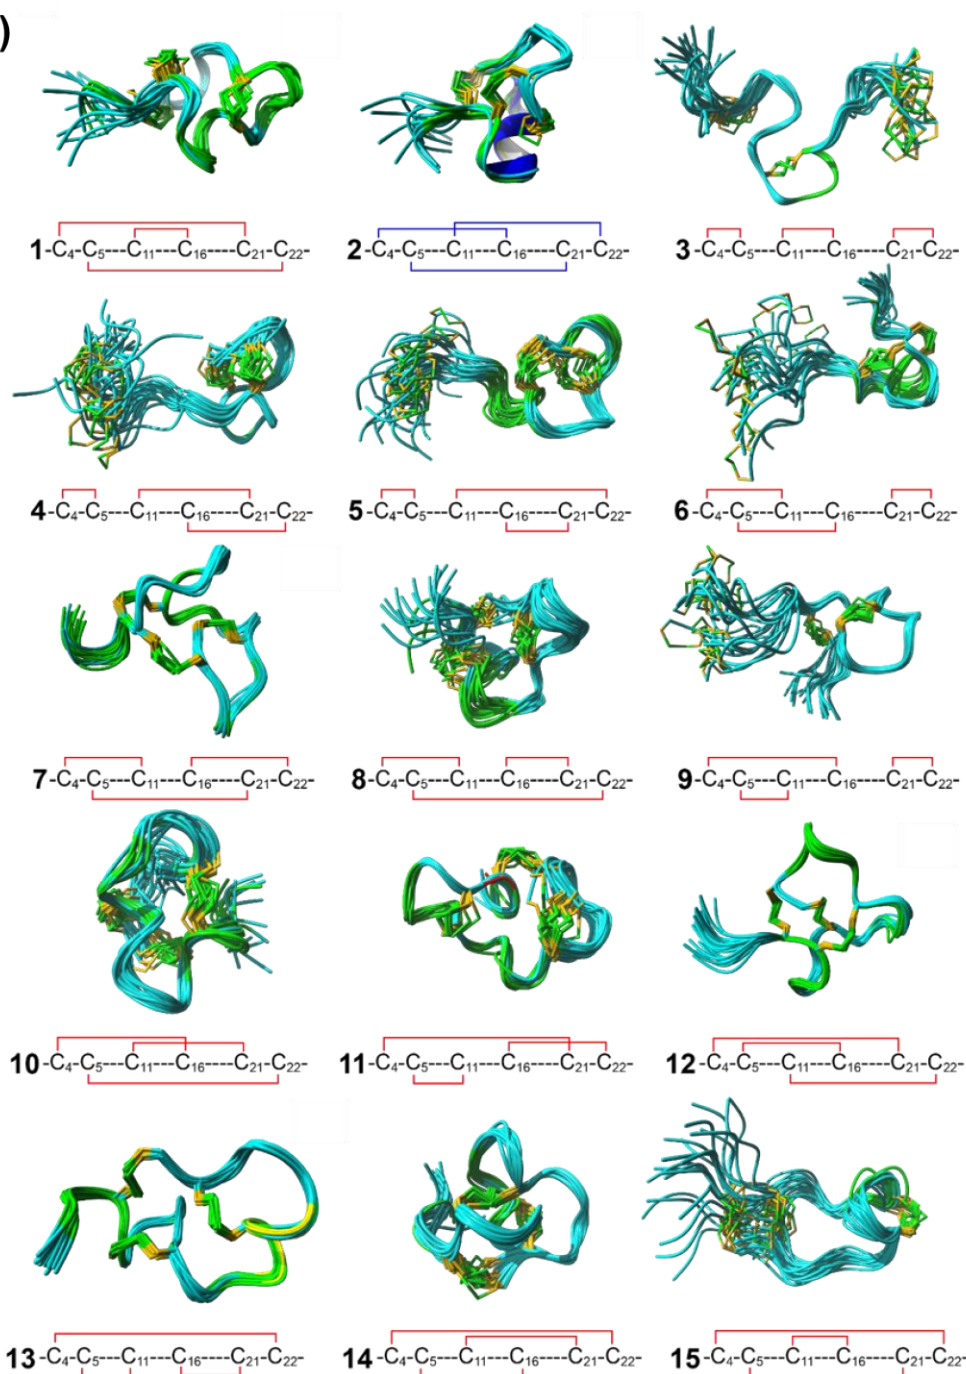 )
1 -C4-C5---C11----C16-------C21--C22-
2 -C4-C5---C11----C16-------C21--C22-
3 -C4-C5---C11----C16-------C21--C22-
4 -C4-C5---C11----C16-------C21--C22-
5 -C4-C5---C11----C16-------C21--C22-
6 -C4-C5---C11----C16-------C21--C22-
7 -C4-C5---C11----C16-------C21--C22-
8 -C4-C5---C11----C16-------C21--C22-
9 -C4-C5---C11----C16-------C21--C22-
10 -C4-C5---C11----C16-------C21--C22-
11 -C4-C5---C11----C16-------C21--C22-
12 -C4-C5---C11----C16-------C21--C22-
13 -C4-C5---C11----C16-------C21--C22-
14 -C4-C5---C11----C16-------C21--C22-
15 -C4-C5---C11----C16-------C21--C22-